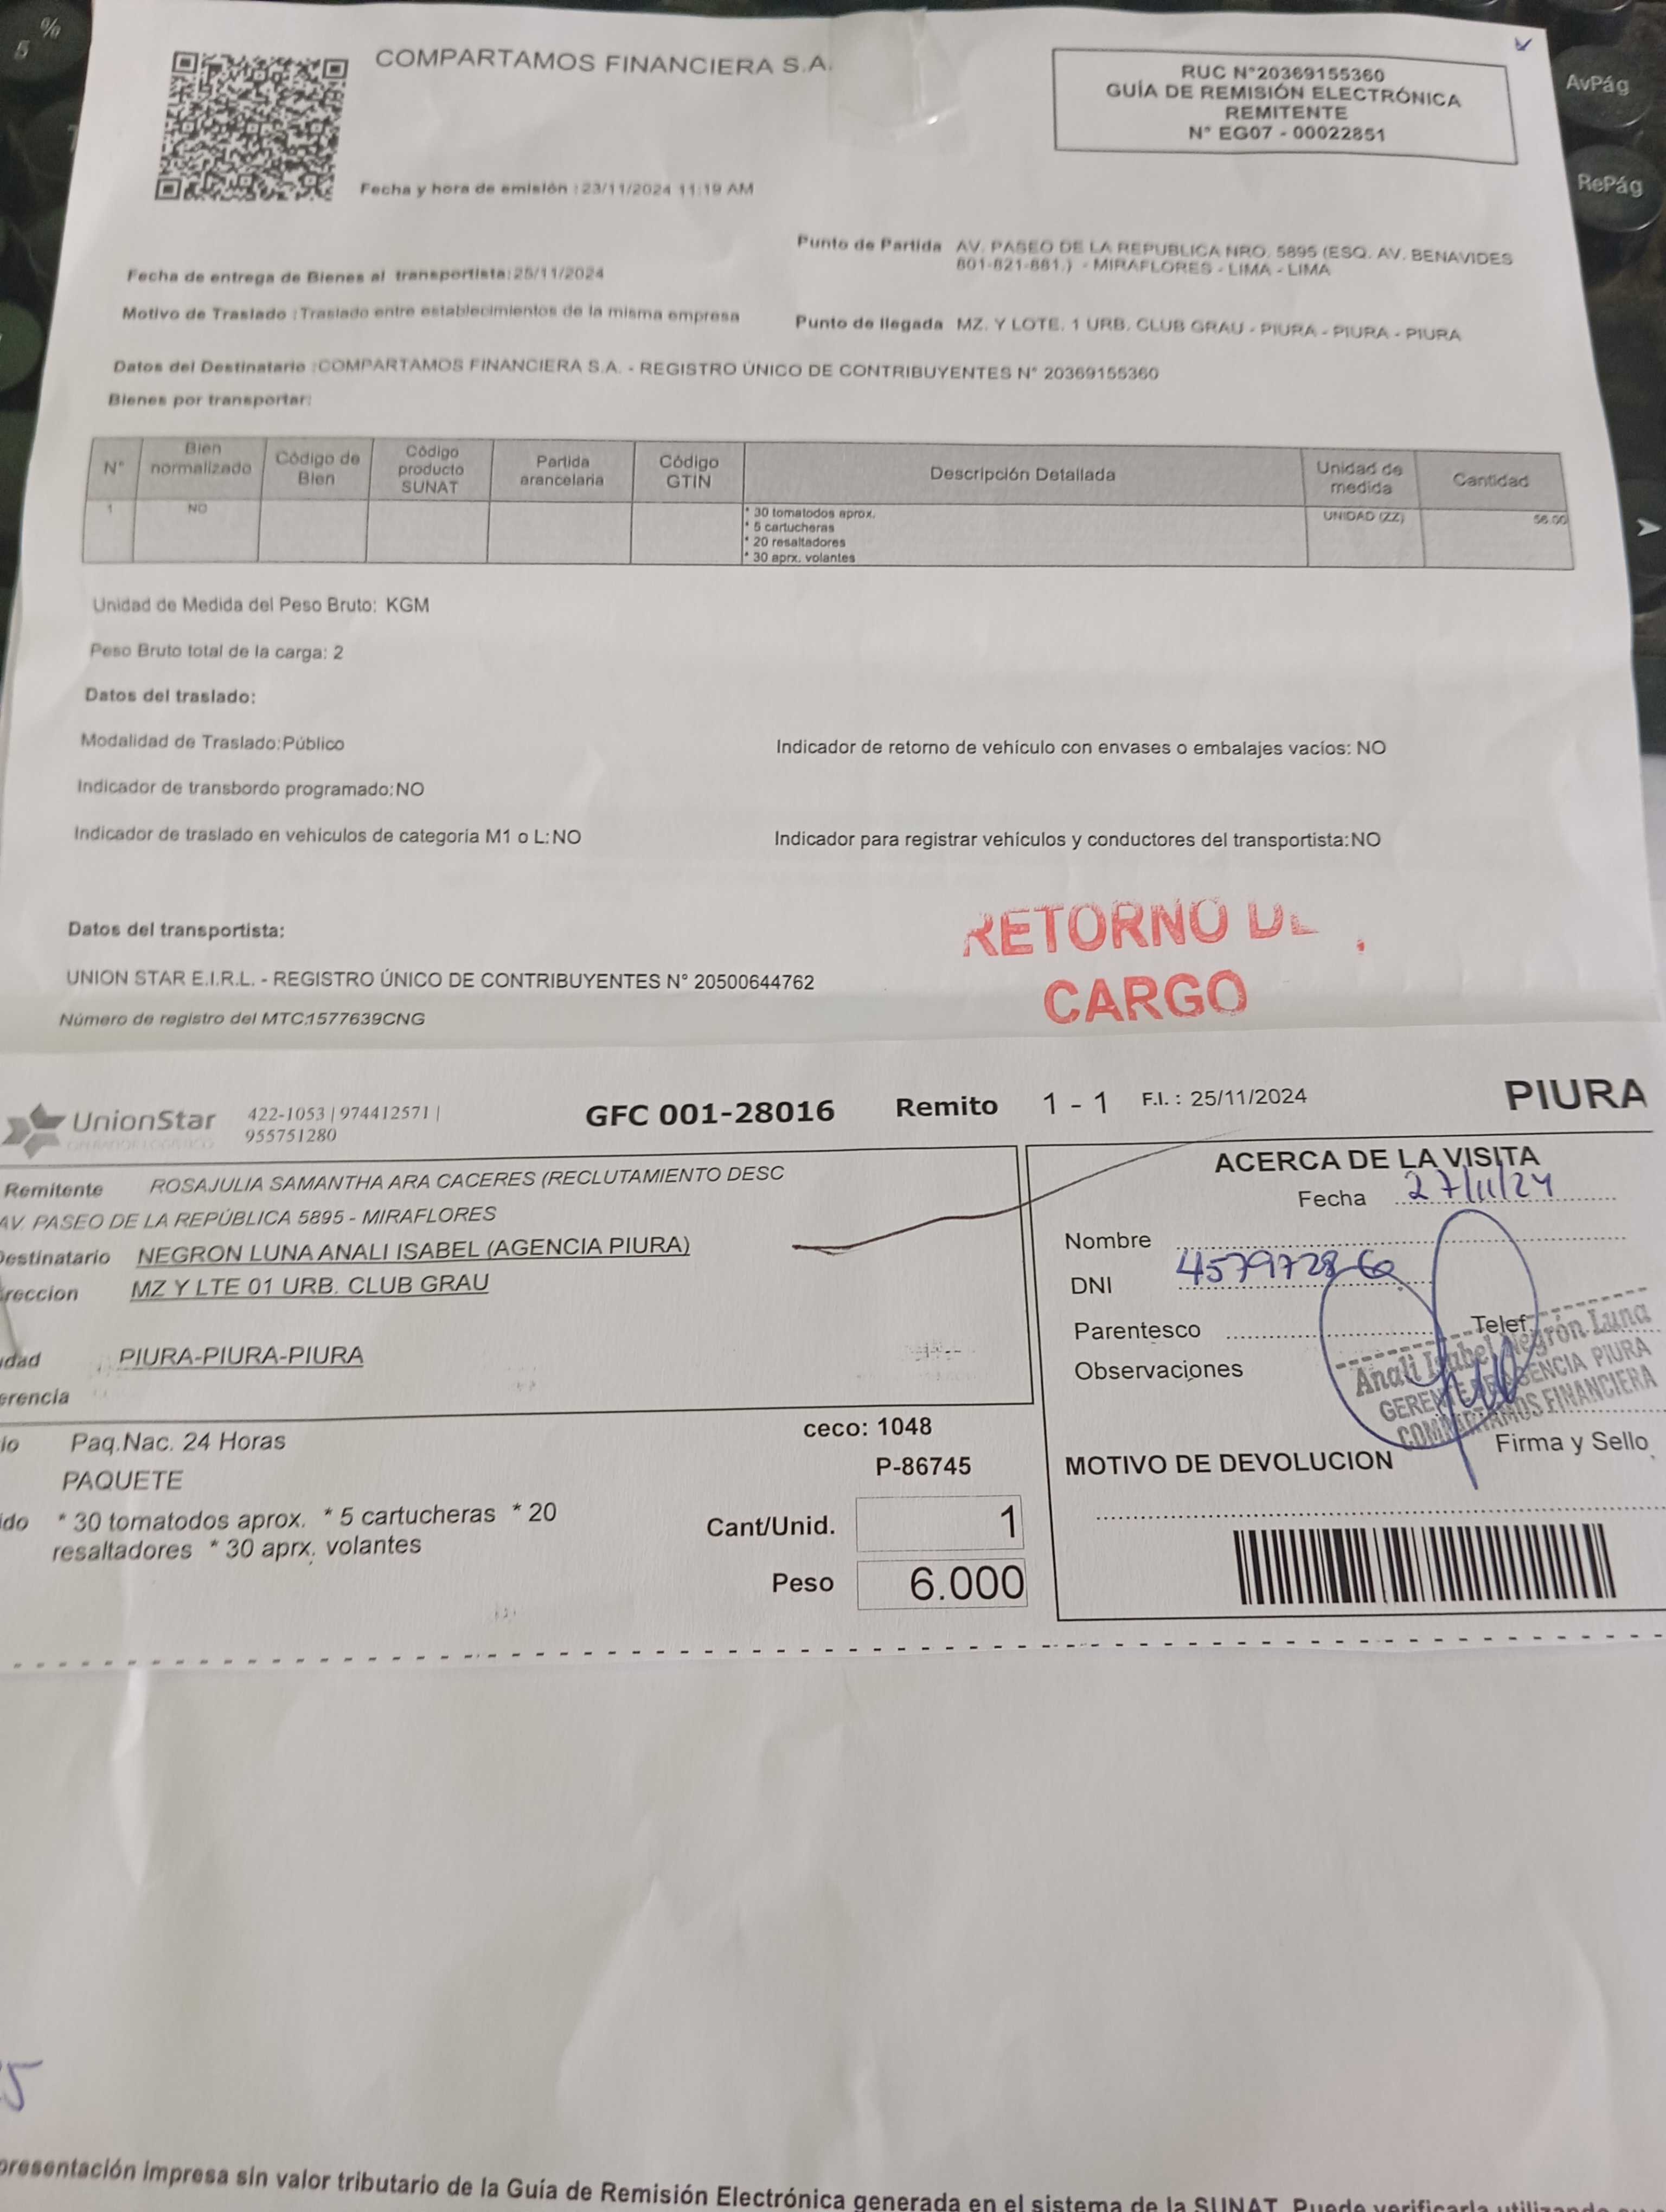 %
5
AvPág
RePág
COMPARTAMOS FINANCIERA S.A.
RUC N°20369155360
GUÍA DE REMISIÓN ELECTRÓNICA
REMITENTE
N° EG07 - 00022851
Fecha y hora de emisión : 23/11/2024 11:19 AM
Fecha de entrega de Bienes al transportista:25/11/2024
Punto de Partida AV. PASEO DE LA REPUBLICA NRO. 5895 (ESQ. AV. BENAVIDES
801-821-881.) - MIRAFLORES - LIMA - LIMA
Motivo de Traslado :Traslado entre establecimientos de la misma empresa
Punto de llegada MZ. Y LOTE. 1 URB. CLUB GRAU - PIURA - PIURA - PIURA
Datos del Destinatario :COMPARTAMOS FINANCIERA S.A. - REGISTRO ÚNICO DE CONTRIBUYENTES N° 20369155360
Bienes por transportar:
N° Bien normalizado Código de Bien Código producto SUNAT Partida arancelaria Código GTIN Descripción Detallada Unidad de medida Cantidad
1 NO * 30 tomatodos aprox. UNIDAD (ZZ) 56.00
* 5 cartucheras
* 20 resaltadores
* 30 aprx. volantes
Unidad de Medida del Peso Bruto: KGM
Peso Bruto total de la carga: 2
Datos del traslado:
Modalidad de Traslado:Público
Indicador de retorno de vehículo con envases o embalajes vacíos: NO
Indicador de transbordo programado:NO
Indicador de traslado en vehículos de categoría M1 o L:NO
Indicador para registrar vehículos y conductores del transportista:NO
Datos del transportista:
RETORNO DE
CARGO
UNION STAR E.I.R.L. - REGISTRO ÚNICO DE CONTRIBUYENTES N° 20500644762
Número de registro del MTC:1577639CNG
UnionStar
422-1053 | 974412571 |
955751280
GFC 001-28016 Remito 1 - 1 F.I. : 25/11/2024 PIURA
Remitente ROSAJULIA SAMANTHA ARA CACERES (RECLUTAMIENTO DESC
AV. PASEO DE LA REPÚBLICA 5895 - MIRAFLORES
Destinatario NEGRON LUNA ANALI ISABEL (AGENCIA PIURA)
reccion MZ Y LTE 01 URB. CLUB GRAU
dad PIURA-PIURA-PIURA
erencia
io Paq.Nac. 24 Horas
PAQUETE
ido * 30 tomatodos aprox. * 5 cartucheras * 20
resaltadores * 30 aprx. volantes
ceco: 1048
P-86745
Cant/Unid. 1
Peso 6.000
ACERCA DE LA VISITA
Fecha 27/11/24
Nombre
DNI
Parentesco Telef
Observaciones
Anali Isabel Negrón Luna
GERENTE DE AGENCIA PIURA
COMPARTAMOS FINANCIERA
Firma y Sello
MOTIVO DE DEVOLUCION
5
presentación impresa sin valor tributario de la Guía de Remisión Electrónica generada en el sistema de la SUNAT. Puede verificarla utilizando su